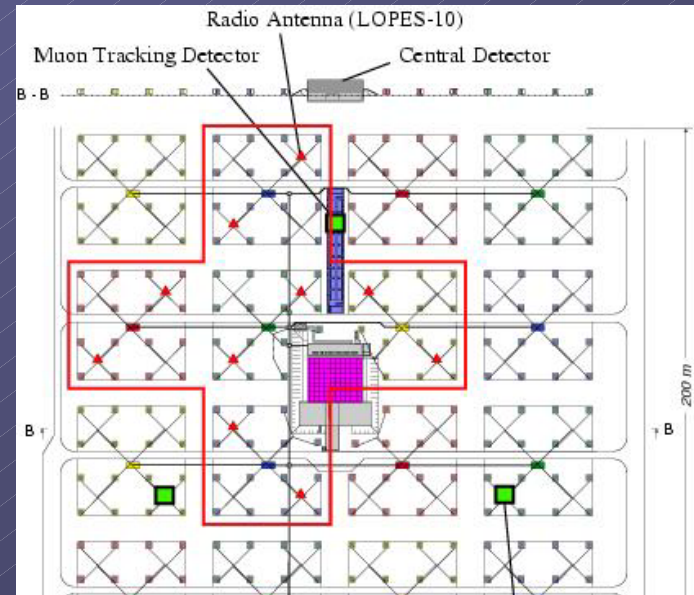 Radio Antenna (LOPES-10)
Muon Tracking Detector
Central Detector
B - B
200 m
B
B